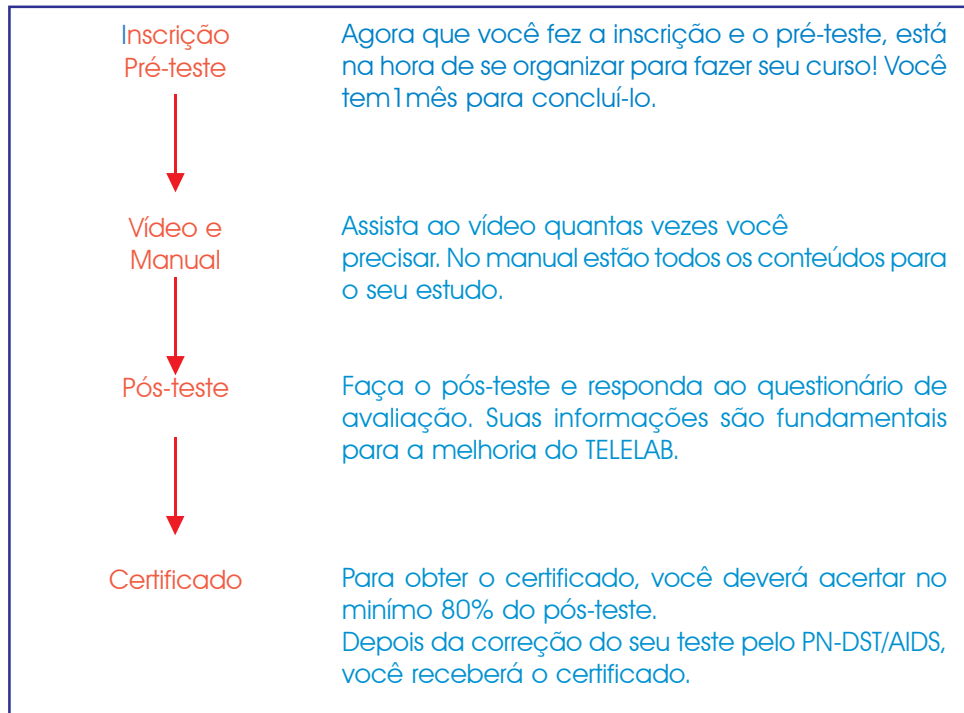 Inscrição
Pré-teste
Agora que você fez a inscrição e o pré-teste, está
na hora de se organizar para fazer seu curso! Você
tem1mês para concluí-lo.
Vídeo e
Manual
Assista ao vídeo quantas vezes você
precisar. No manual estão todos os conteúdos para
o seu estudo.
Pós-teste
Faça o pós-teste e responda ao questionário de
avaliação. Suas informações são fundamentais
para a melhoria do TELELAB.
Certificado
Para obter o certificado, você deverá acertar no
minímo 80% do pós-teste.
Depois da correção do seu teste pelo PN-DST/AIDS,
você receberá o certificado.